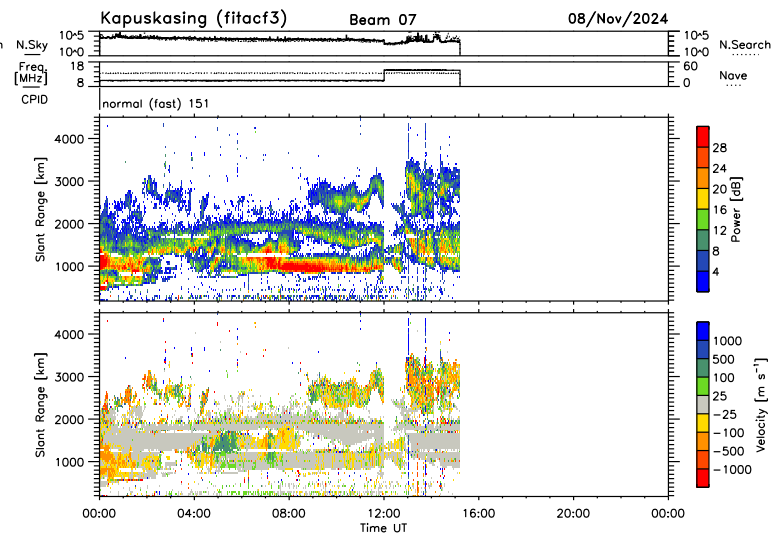 Kapuskasing (fitacf3) Beam 07 08/Nov/2024
N.Sky 10^5 10^0 10^5 10^0 N.Search
Freq. [MHz] 18 8 60 0 Nave
CPID normal (fast) 151
Slant Range [km] 4000 3000 2000 1000
Power [dB] 28 24 20 16 12 8 4
Slant Range [km] 4000 3000 2000 1000
Velocity [m s⁻¹] 1000 500 100 25 -25 -100 -500 -1000
00:00 04:00 08:00 12:00 16:00 20:00 00:00
Time UT